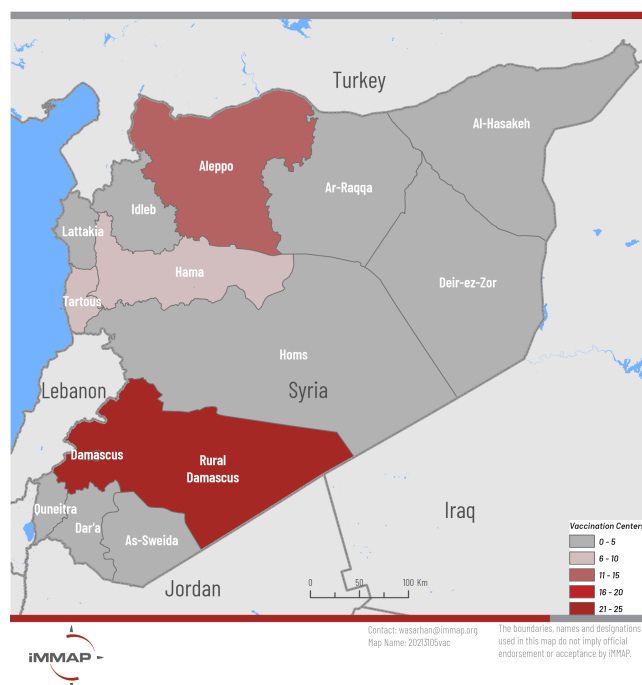 Turkey
Al-Hasakeh
Aleppo
Ar-Raqqa
Idleb
Lattakia
Hama
Deir-ez-Zor
Tartous
Homs
Lebanon
Syria
Damascus
Rural
Damascus
Quneitra
Iraq
Dar'a
As-Sweida
Jordan
Vaccination Centers
0 - 5
6 - 10
11 - 15
16 - 20
21 - 25
0 50 100 Km
Contact: wasarhan@immap.org
Map Name: 20213105vac
The boundaries, names and designations
used in this map do not imply official
endorsement or acceptance by iMMAP.
iMMAP